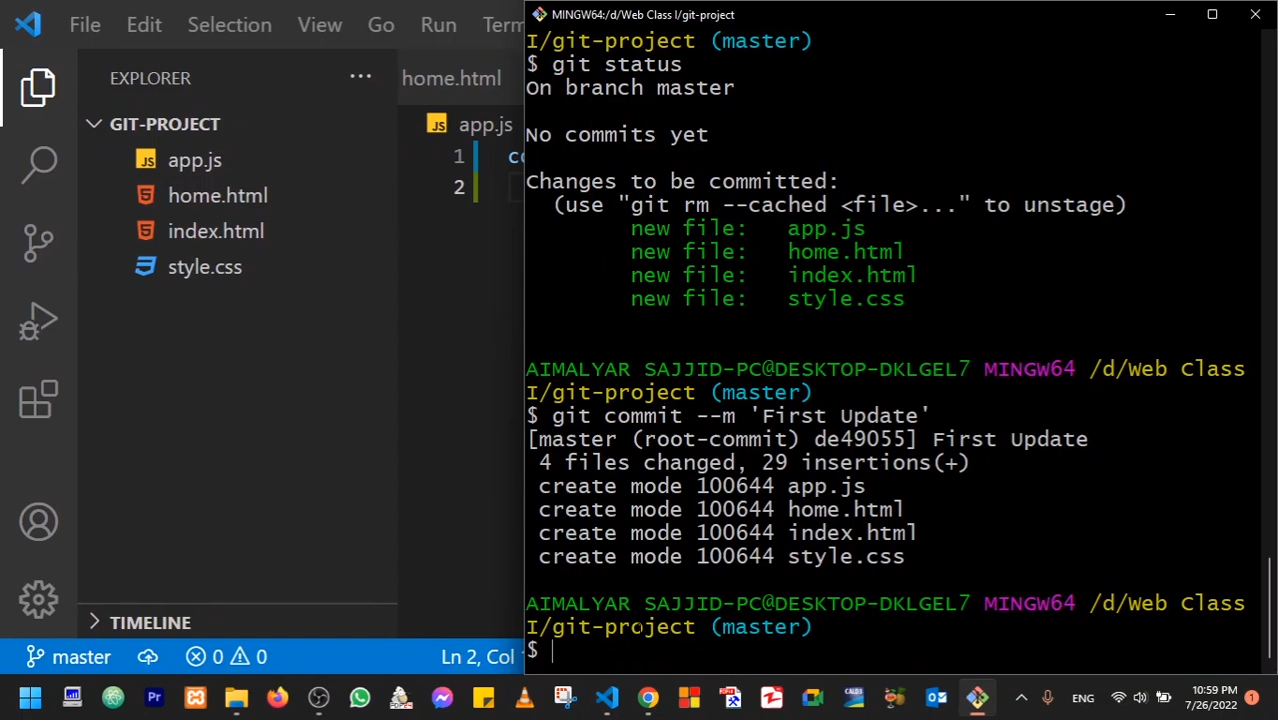 File Edit Selection View Go Run Term
EXPLORER
GIT-PROJECT
app.js
home.html
index.html
style.css
TIMELINE
home.html
app.js
1 co
2
master 0 0 Ln 2, Col
MINGW64:/d/Web Class I/git-project
I/git-project (master)
$ git status
On branch master
No commits yet
Changes to be committed:
(use "git rm --cached <file>..." to unstage)
new file: app.js
new file: home.html
new file: index.html
new file: style.css
AIMALYAR SAJJID-PC@DESKTOP-DKLGEL7 MINGW64 /d/Web Class
I/git-project (master)
$ git commit --m 'First Update'
[master (root-commit) de49055] First Update
4 files changed, 29 insertions(+)
create mode 100644 app.js
create mode 100644 home.html
create mode 100644 index.html
create mode 100644 style.css
AIMALYAR SAJJID-PC@DESKTOP-DKLGEL7 MINGW64 /d/Web Class
I/git-project (master)
$
ENG
10:59 PM
7/26/2022
1